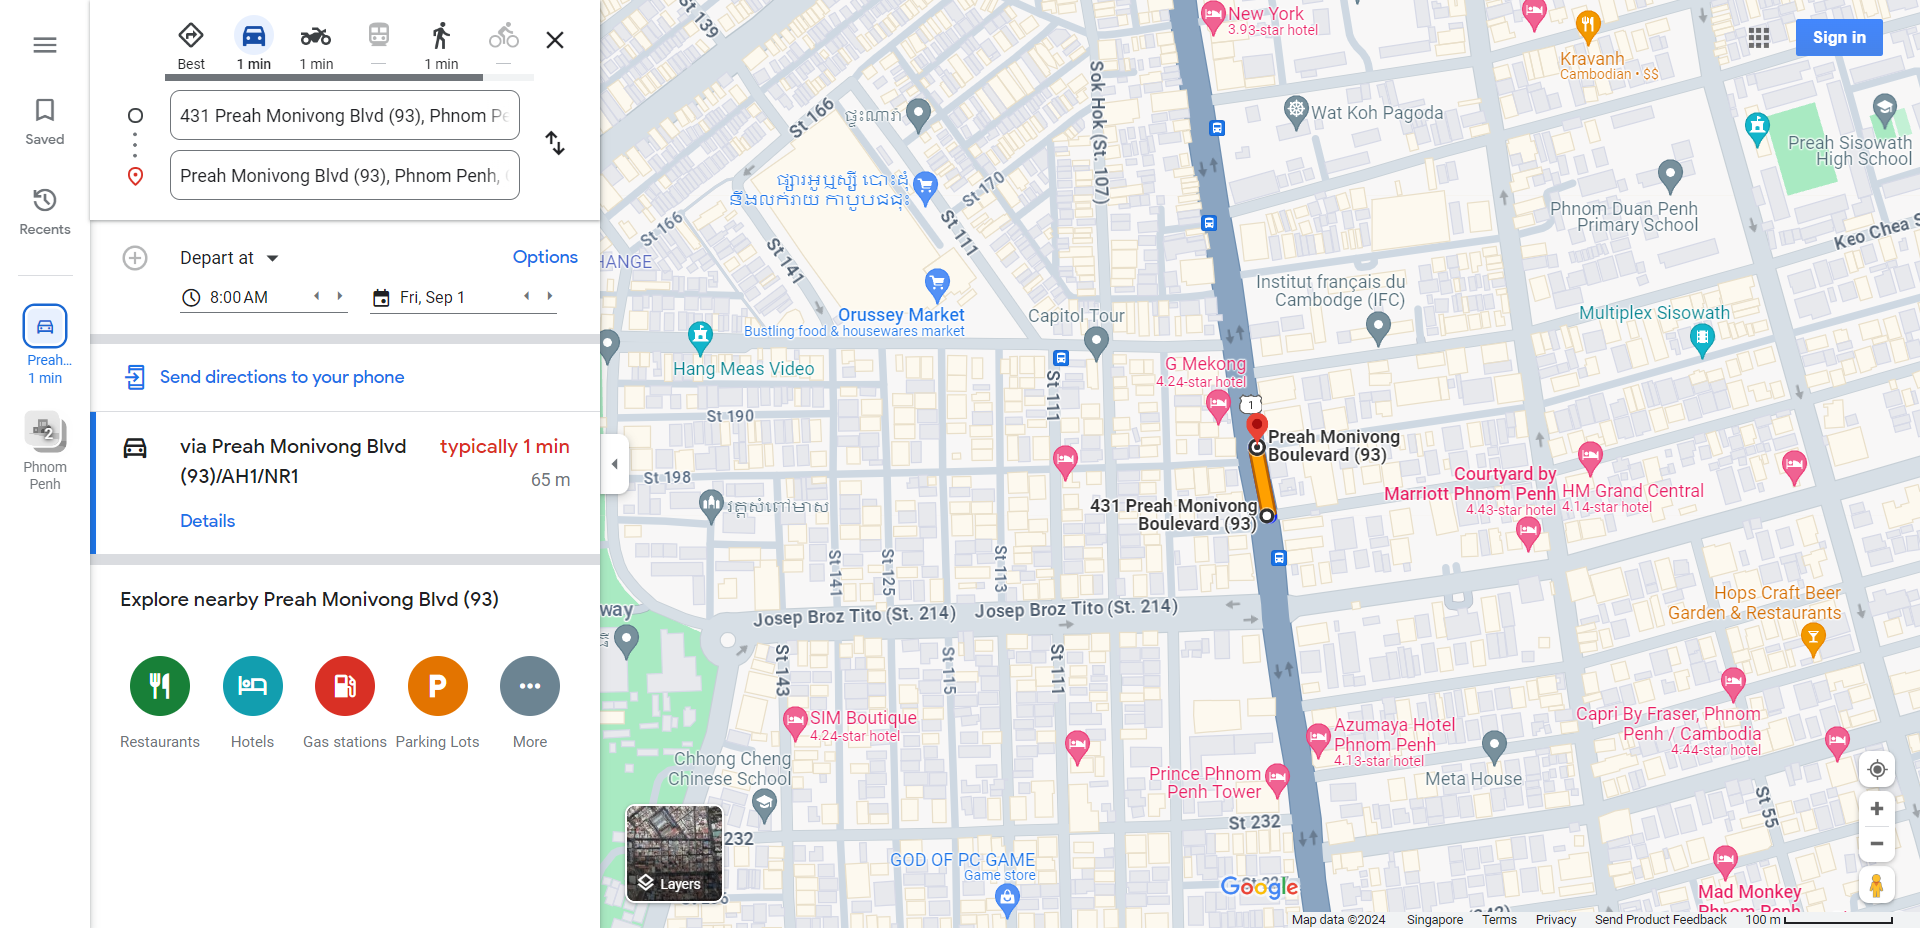 Best
1 min
1 min
—
1 min
—
Saved
Recents
Preah...
1 min
2
Phnom
Penh
431 Preah Monivong Blvd (93), Phnom Pe
Preah Monivong Blvd (93), Phnom Penh,
Depart at
Options
8:00 AM
Fri, Sep 1
Send directions to your phone
via Preah Monivong Blvd
(93)/AH1/NR1
typically 1 min
65 m
Details
Explore nearby Preah Monivong Blvd (93)
P
Restaurants
Hotels
Gas stations
Parking Lots
More
St 139
New York
3.93-star hotel
Kravanh
Cambodian • $$
Sign in
Sok Hok (St. 107)
St 166
ផ្ទះណាវា
Wat Koh Pagoda
Preah Sisowath
High School
ផ្សារអូឬស្សី បោះដុំ
និងលក់រាយ កាបូបជជុះ
St 170
St 166
St 111
St 141
Phnom Duan Penh
Primary School
Keo Chea S
HANGE
Institut français du
Cambodge (IFC)
Orussey Market
Bustling food & housewares market
Capitol Tour
Multiplex Sisowath
Hang Meas Video
G Mekong
4.24-star hotel
St 111
St 190
1
Preah Monivong
Boulevard (93)
St 198
Courtyard by
Marriott Phnom Penh
4.43-star hotel
HM Grand Central
4.14-star hotel
វត្តសំពៅមាស
431 Preah Monivong
Boulevard (93)
St 141
St 125
St 113
way
Josep Broz Tito (St. 214)
Josep Broz Tito (St. 214)
Hops Craft Beer
Garden & Restaurants
St 143
St 115
St 111
SIM Boutique
4.24-star hotel
Azumaya Hotel
Phnom Penh
4.13-star hotel
Capri By Fraser, Phnom
Penh / Cambodia
4.44-star hotel
Chhong Cheng
Chinese School
Prince Phnom
Penh Tower
Meta House
St 55
St 232
232
GOD OF PC GAME
Game store
Layers
Google
Mad Monkey
Phnom Penh
Map data ©2024
Singapore
Terms
Privacy
Send Product Feedback
100 m